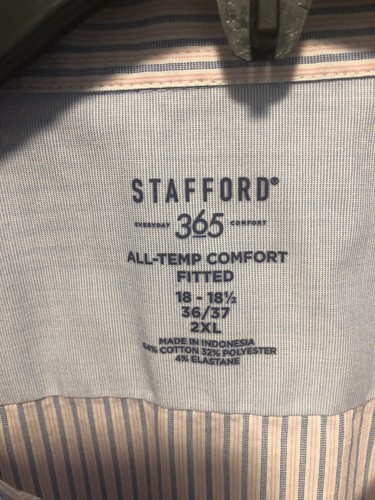 STAFFORD®
EVERYDAY 365 COMFORT
ALL-TEMP COMFORT
FITTED
18 - 18½
36/37
2XL
MADE IN INDONESIA
64% COTTON 32% POLYESTER
4% ELASTANE